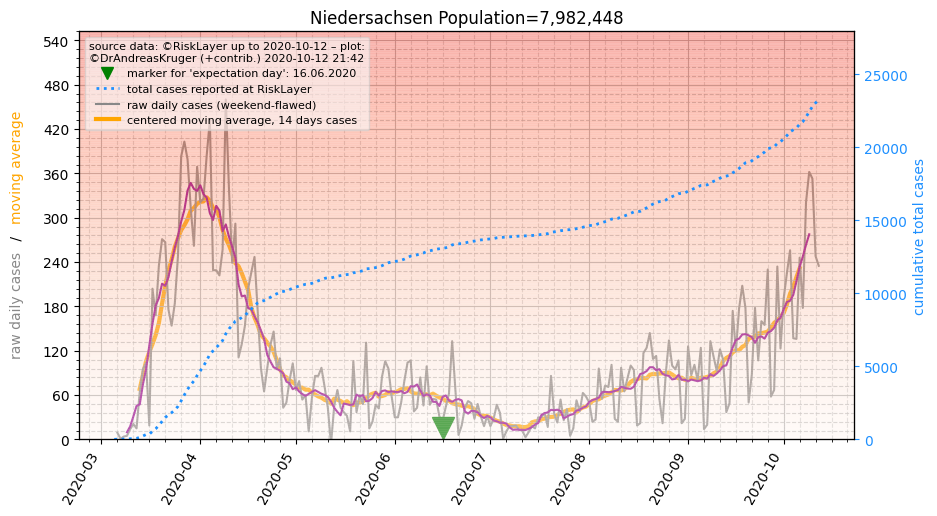 Niedersachsen Population=7,982,448
source data: ©RiskLayer up to 2020-10-12 – plot:
©DrAndreasKruger (+contrib.) 2020-10-12 21:42
marker for 'expectation day': 16.06.2020
total cases reported at RiskLayer
raw daily cases (weekend-flawed)
centered moving average, 14 days cases
raw daily cases / moving average
540
480
420
360
300
240
180
120
60
0
25000
20000
15000
10000
5000
0
cumulative total cases
2020-03
2020-04
2020-05
2020-06
2020-07
2020-08
2020-09
2020-10